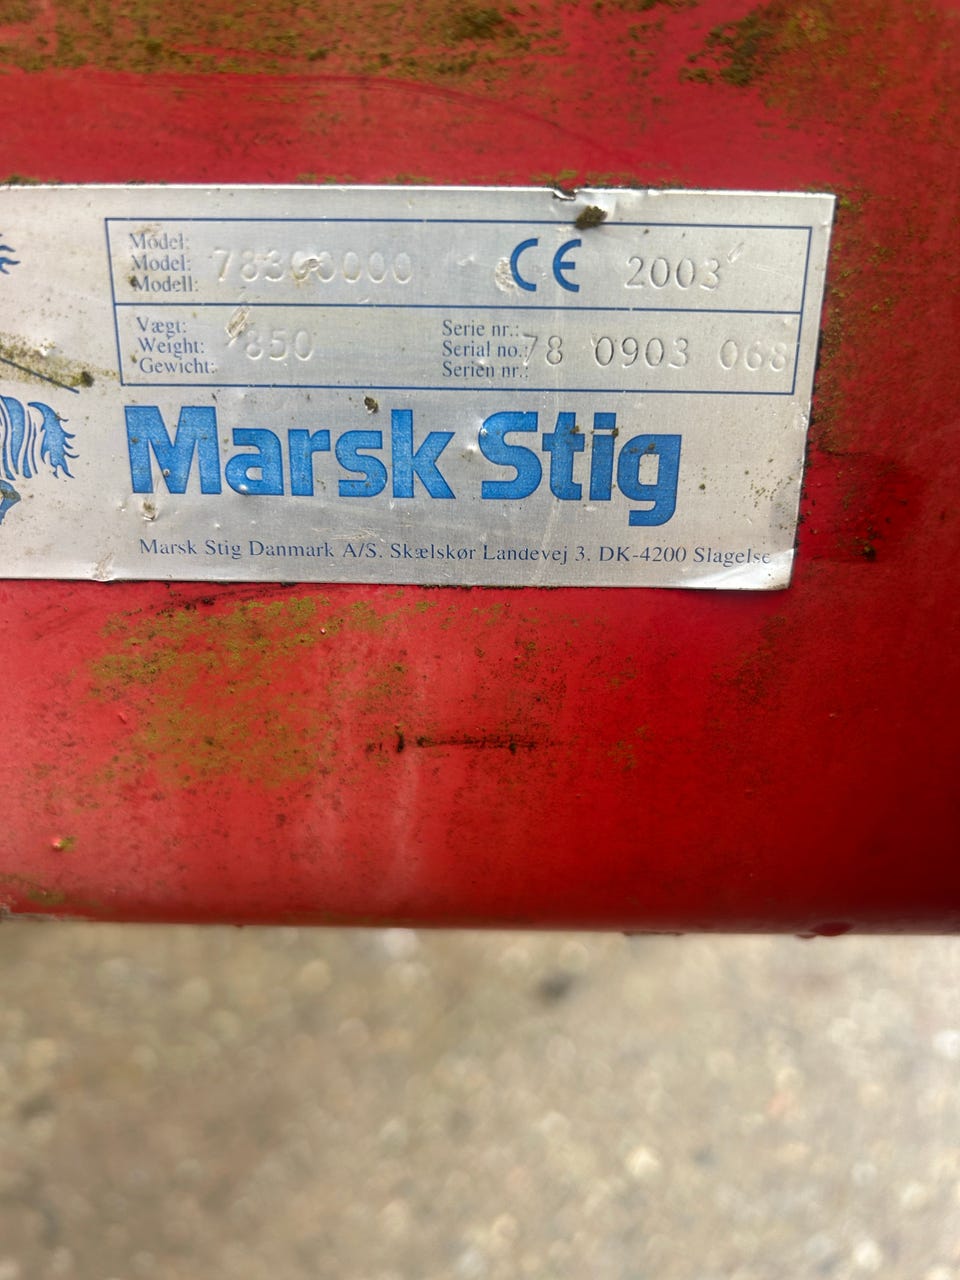 Model:
Model: 78300000 CE 2003
Modell:
Vægt: Serie nr.:
Weight: 850 Serial no.: 78 0903 068
Gewicht: Serien nr.:
Marsk Stig
Marsk Stig Danmark A/S. Skælskør Landevej 3. DK-4200 Slagelse